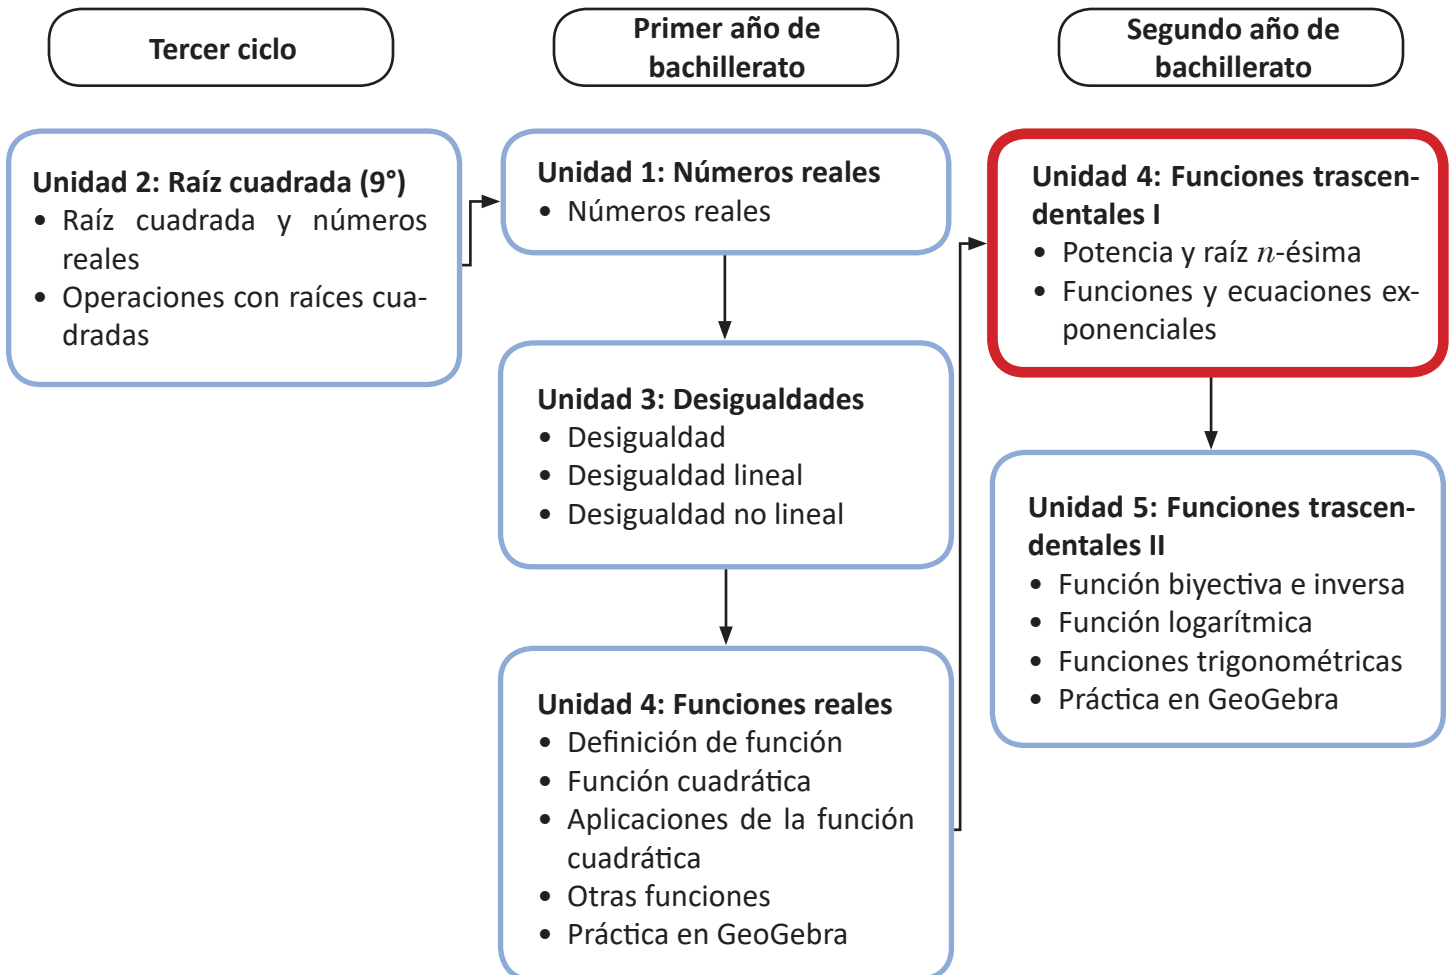 Tercer ciclo
Primer año de
bachillerato
Segundo año de
bachillerato
Unidad 2: Raíz cuadrada (9°)
• Raíz cuadrada y números
reales
• Operaciones con raíces cua-
dradas
Unidad 1: Números reales
• Números reales
Unidad 3: Desigualdades
• Desigualdad
• Desigualdad lineal
• Desigualdad no lineal
Unidad 4: Funciones reales
• Definición de función
• Función cuadrática
• Aplicaciones de la función
cuadrática
• Otras funciones
• Práctica en GeoGebra
Unidad 4: Funciones trascen-
dentales I
• Potencia y raíz n-ésima
• Funciones y ecuaciones ex-
ponenciales
Unidad 5: Funciones trascen-
dentales II
• Función biyectiva e inversa
• Función logarítmica
• Funciones trigonométricas
• Práctica en GeoGebra